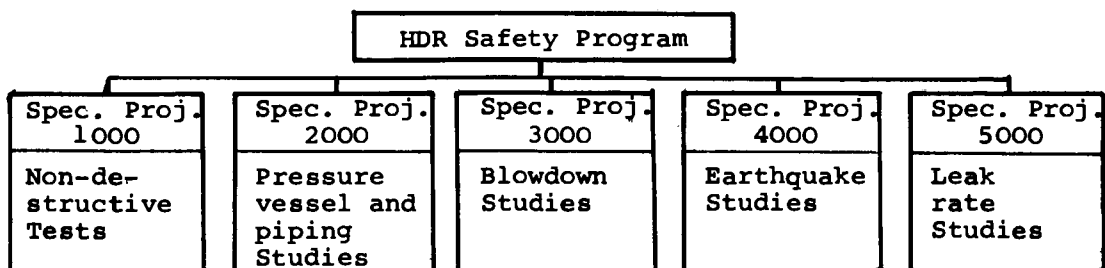 HDR Safety Program
Spec. Proj.
1000
Non-de-
structive
Tests
Spec. Proj.
2000
Pressure
vessel and
piping
Studies
Spec. Proj.
3000
Blowdown
Studies
Spec. Proj.
4000
Earthquake
Studies
Spec. Proj.
5000
Leak
rate
Studies